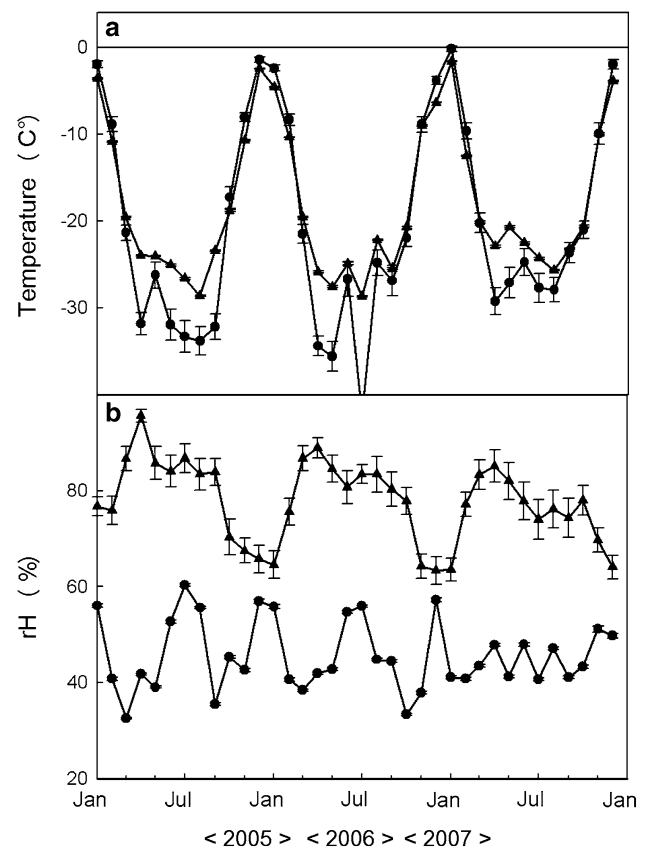 a
0
-10
-20
-30
Temperature ( C°)
b
80
60
40
20
rH ( %)
Jan Jul Jan Jul Jan Jul Jan
< 2005 > < 2006 > < 2007 >